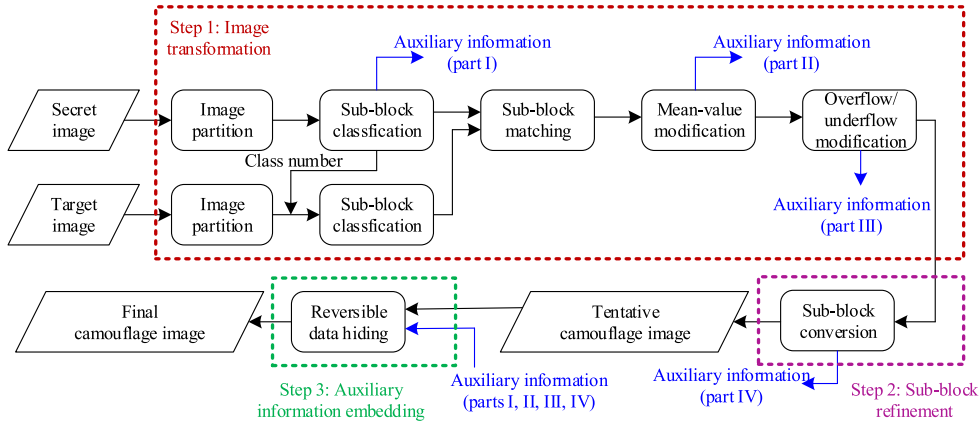 Step 1: Image
transformation
Auxiliary information
(part I)
Auxiliary information
(part II)
Secret
image
Image
partition
Sub-block
classfication
Sub-block
matching
Mean-value
modification
Overflow/
underflow
modification
Class number
Target
image
Image
partition
Sub-block
classfication
Auxiliary information
(part III)
Final
camouflage image
Reversible
data hiding
Tentative
camouflage image
Sub-block
conversion
Step 3: Auxiliary
information embedding
Auxiliary information
(parts I, II, III, IV)
Auxiliary information
(part IV)
Step 2: Sub-block
refinement